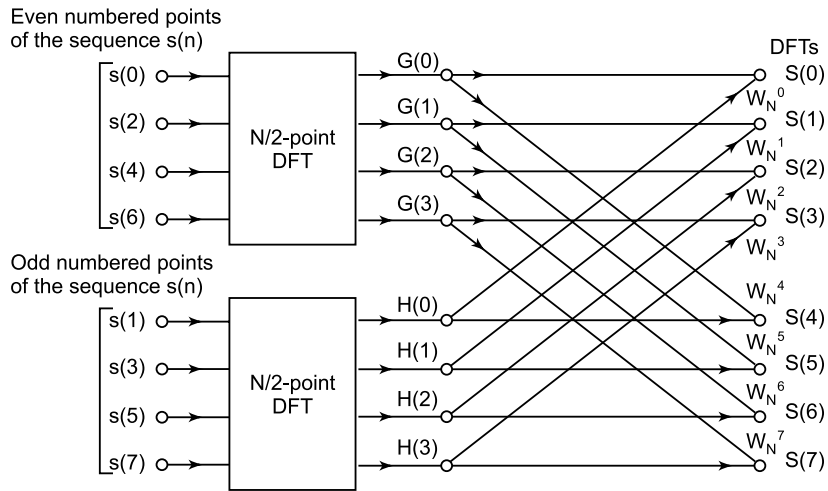 Even numbered points
of the sequence s(n)
s(0)
s(2)
s(4)
s(6)
N/2-point
DFT
G(0)
G(1)
G(2)
G(3)
Odd numbered points
of the sequence s(n)
s(1)
s(3)
s(5)
s(7)
N/2-point
DFT
H(0)
H(1)
H(2)
H(3)
DFTs
S(0)
W_N^0
S(1)
W_N^1
S(2)
W_N^2
S(3)
W_N^3
W_N^4
S(4)
W_N^5
S(5)
W_N^6
S(6)
W_N^7
S(7)